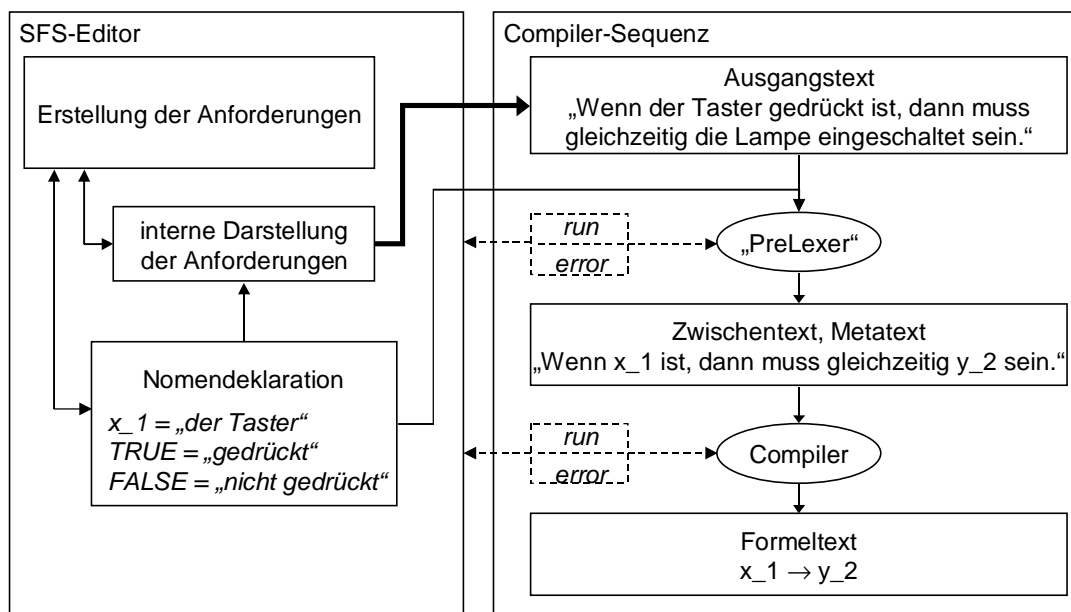 SFS-Editor
Erstellung der Anforderungen
interne Darstellung
der Anforderungen
Nomendeklaration
x_1 = „der Taster“
TRUE = „gedrückt“
FALSE = „nicht gedrückt“
Compiler-Sequenz
Ausgangstext
„Wenn der Taster gedrückt ist, dann muss
gleichzeitig die Lampe eingeschaltet sein.“
run
error
„PreLexer“
Zwischentext, Metatext
„Wenn x_1 ist, dann muss gleichzeitig y_2 sein.“
run
error
Compiler
Formeltext
x_1 → y_2